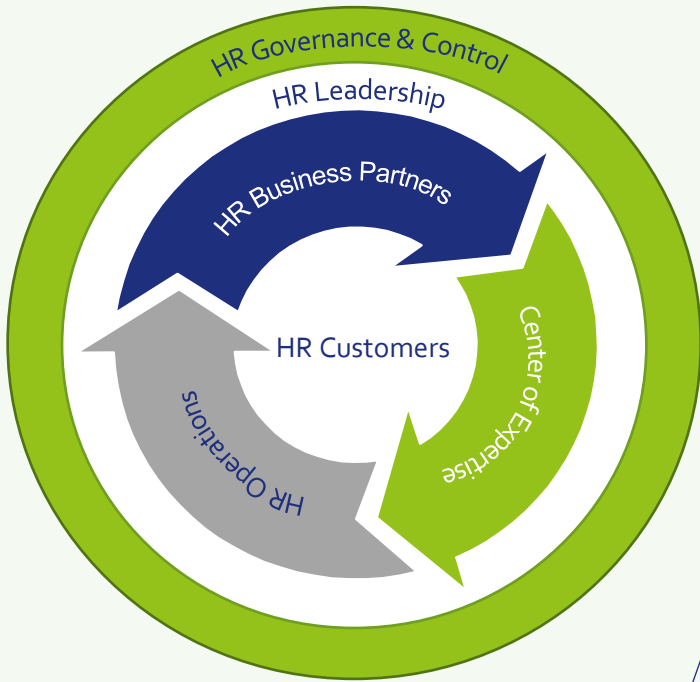 HR Governance & Control
HR Leadership
HR Business Partners
HR Customers
Center of Expertise
HR Operations